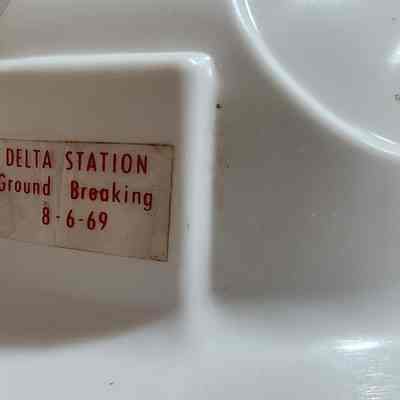 DELTA STATION
Ground Breaking
8-6-69